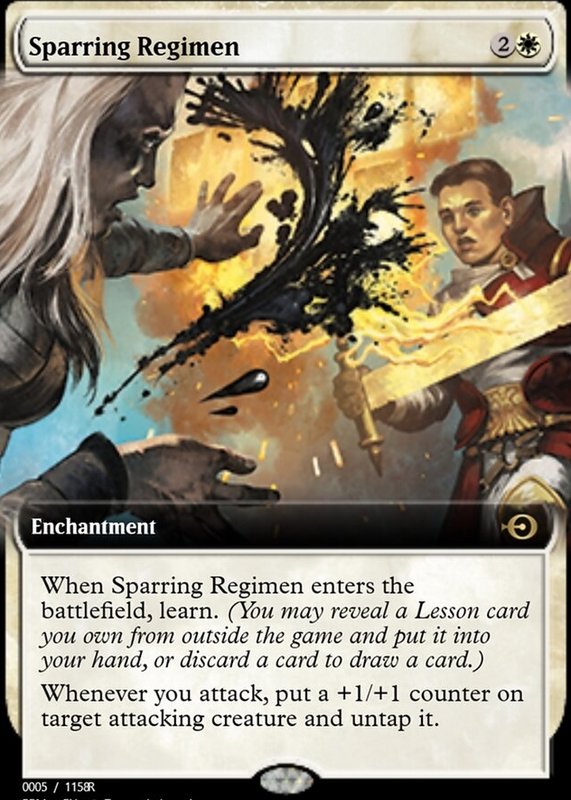 Sparring Regimen
2
Enchantment
When Sparring Regimen enters the
battlefield, learn. (You may reveal a Lesson card
you own from outside the game and put it into
your hand, or discard a card to draw a card.)
Whenever you attack, put a +1/+1 counter on
target attacking creature and untap it.
0005 / 1158R